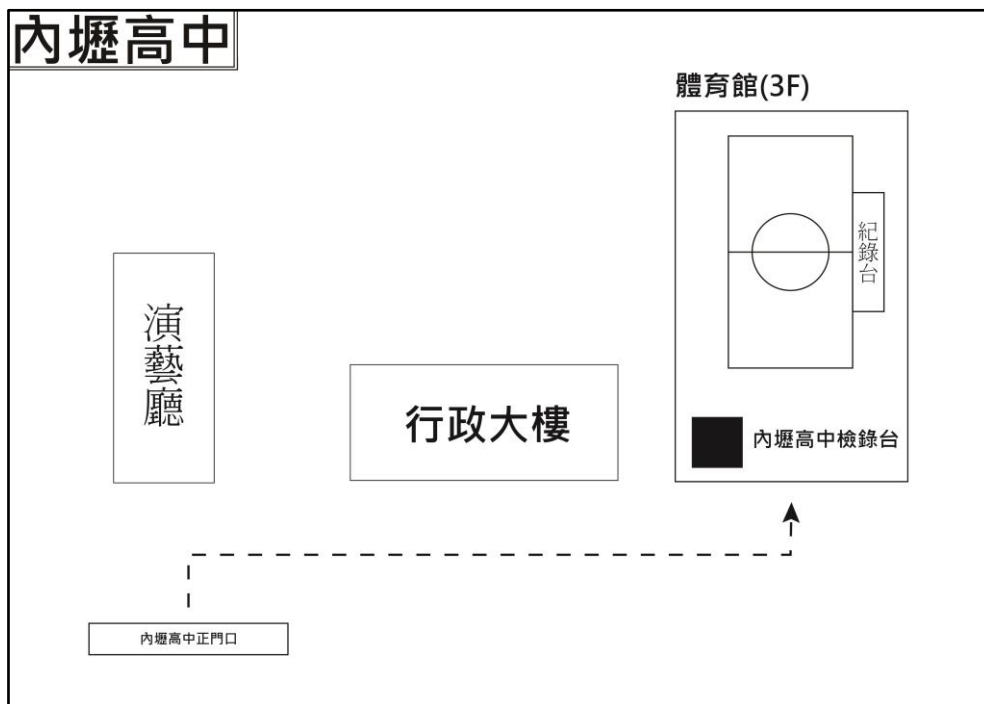 內壢高中
體育館(3F)
紀錄台
演藝廳
行政大樓
內壢高中檢錄台
內壢高中正門口